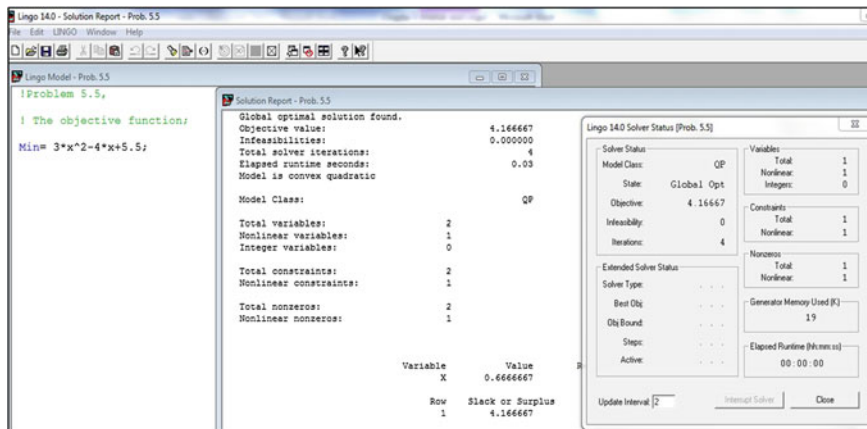 Lingo 14.0 - Solution Report - Prob. 5.5
File Edit LINGO Window Help
Lingo Model - Prob. 5.5
!Problem 5.5,
! The objective function;
Min= 3*x^2-4*x+5.5;
Solution Report - Prob. 5.5
Global optimal solution found.
Objective value: 4.166667
Infeasibilities: 0.000000
Total solver iterations: 4
Elapsed runtime seconds: 0.03
Model is convex quadratic
Model Class: QP
Total variables: 2
Nonlinear variables: 1
Integer variables: 0
Total constraints: 2
Nonlinear constraints: 1
Total nonzeros: 2
Nonlinear nonzeros: 1
Variable Value R
X 0.6666667
Row Slack or Surplus
1 4.166667
Lingo 14.0 Solver Status [Prob. 5.5]
Solver Status
Model Class: QP
State: Global Opt
Objective: 4.16667
Infeasibility: 0
Iterations: 4
Extended Solver Status
Solver Type: . . .
Best Obj: . . .
Obj Bound: . . .
Steps: . . .
Active: . . .
Variables
Total: 1
Nonlinear: 1
Integers: 0
Constraints
Total: 1
Nonlinear: 1
Nonzeros
Total: 1
Nonlinear: 1
Generator Memory Used (K)
19
Elapsed Runtime (hh:mm:ss)
00:00:00
Update Interval: 2
Interrupt Solver
Close